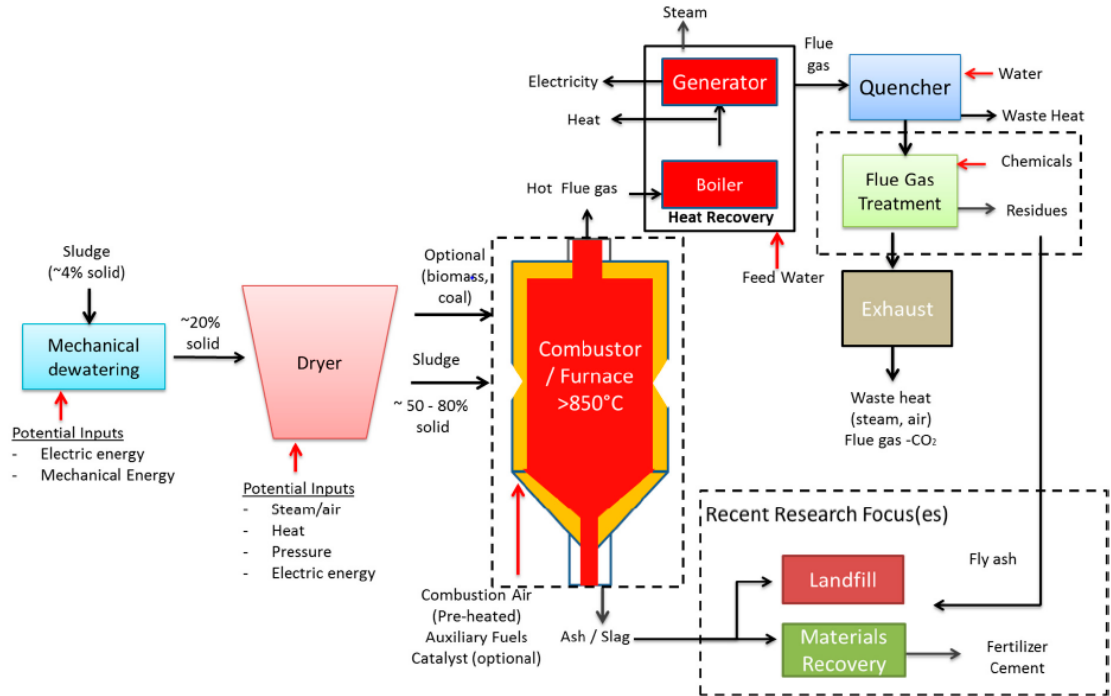 Sludge
(~4% solid)
Mechanical
dewatering
Potential Inputs
- Electric energy
- Mechanical Energy
~20%
solid
Dryer
Potential Inputs
- Steam/air
- Heat
- Pressure
- Electric energy
Optional
(biomass,
coal)
Sludge
~ 50 - 80%
solid
Combustor
/ Furnace
>850°C
Combustion Air
(Pre-heated)
Auxiliary Fuels
Catalyst (optional)
Hot Flue gas
Steam
Generator
Electricity
Heat
Boiler
Heat Recovery
Feed Water
Flue
gas
Quencher
Water
Waste Heat
Flue Gas
Treatment
Chemicals
Residues
Exhaust
Waste heat
(steam, air)
Flue gas -CO₂
Ash / Slag
Recent Research Focus(es)
Landfill
Fly ash
Materials
Recovery
Fertilizer
Cement